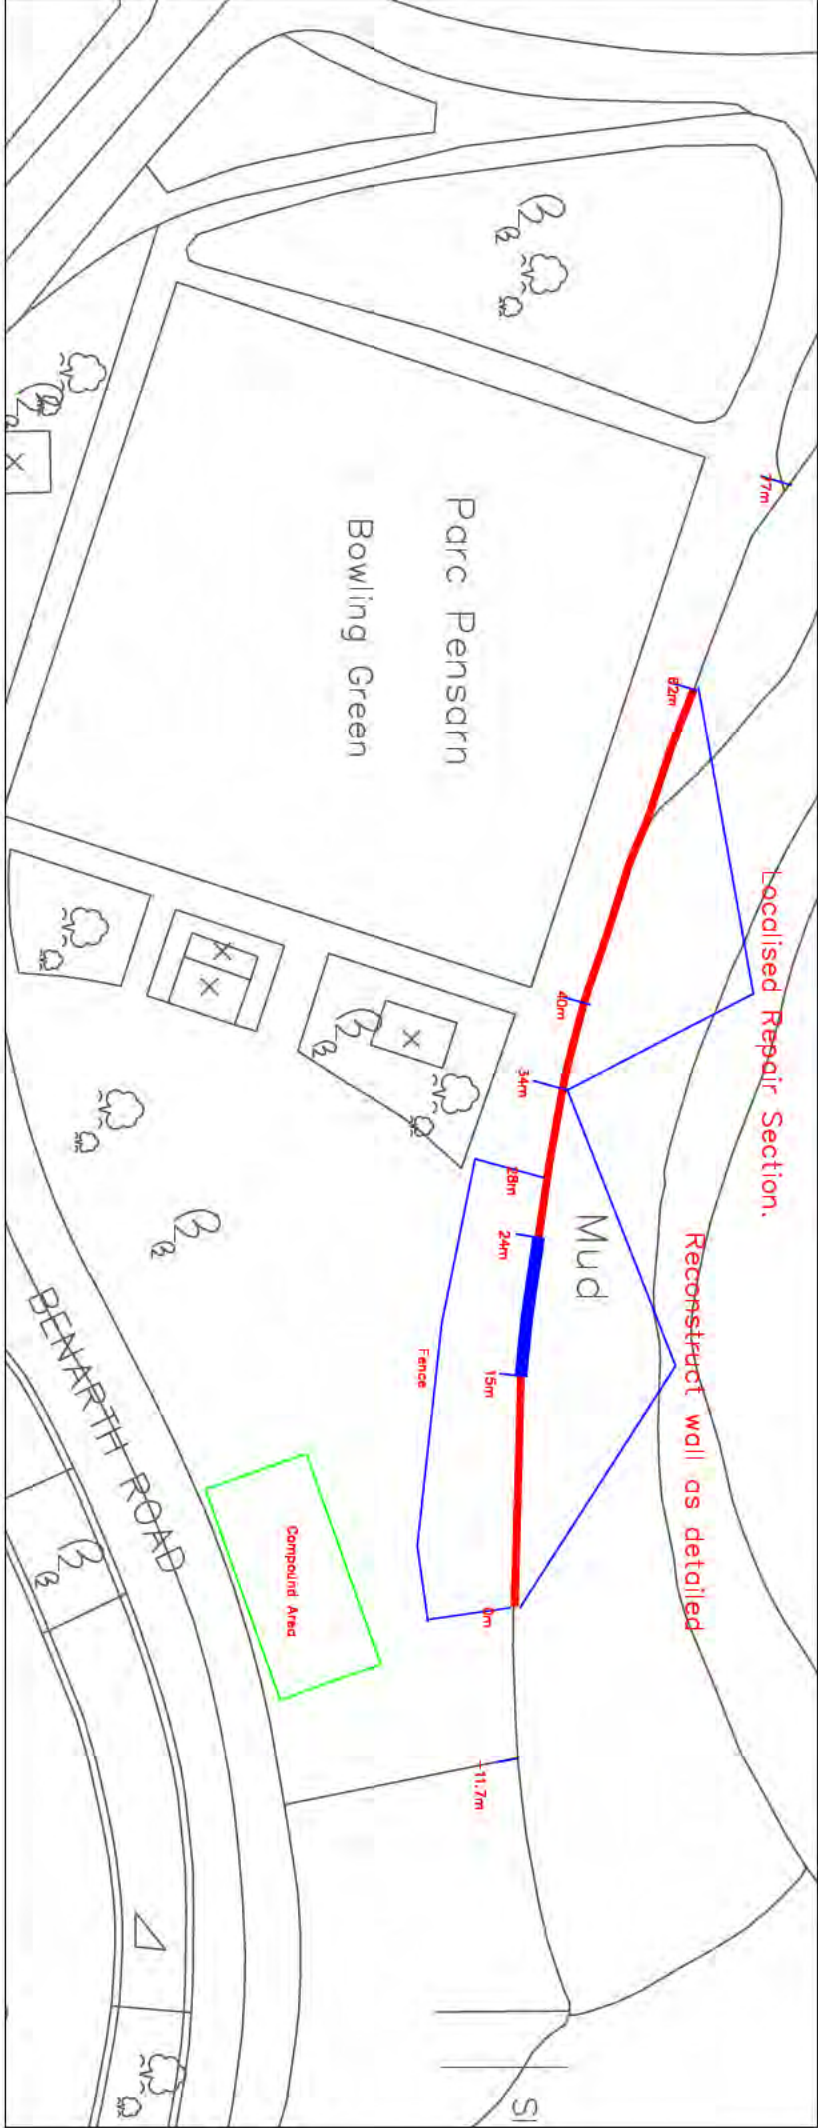 77m
Parc Pensarn
Bowling Green
62m
Localised Repair Section.
40m
34m
28m
24m
Mud
Reconstruct wall as detailed
15m
Fence
BENARTH ROAD
Compound Area
0m
-11.7m
Sl